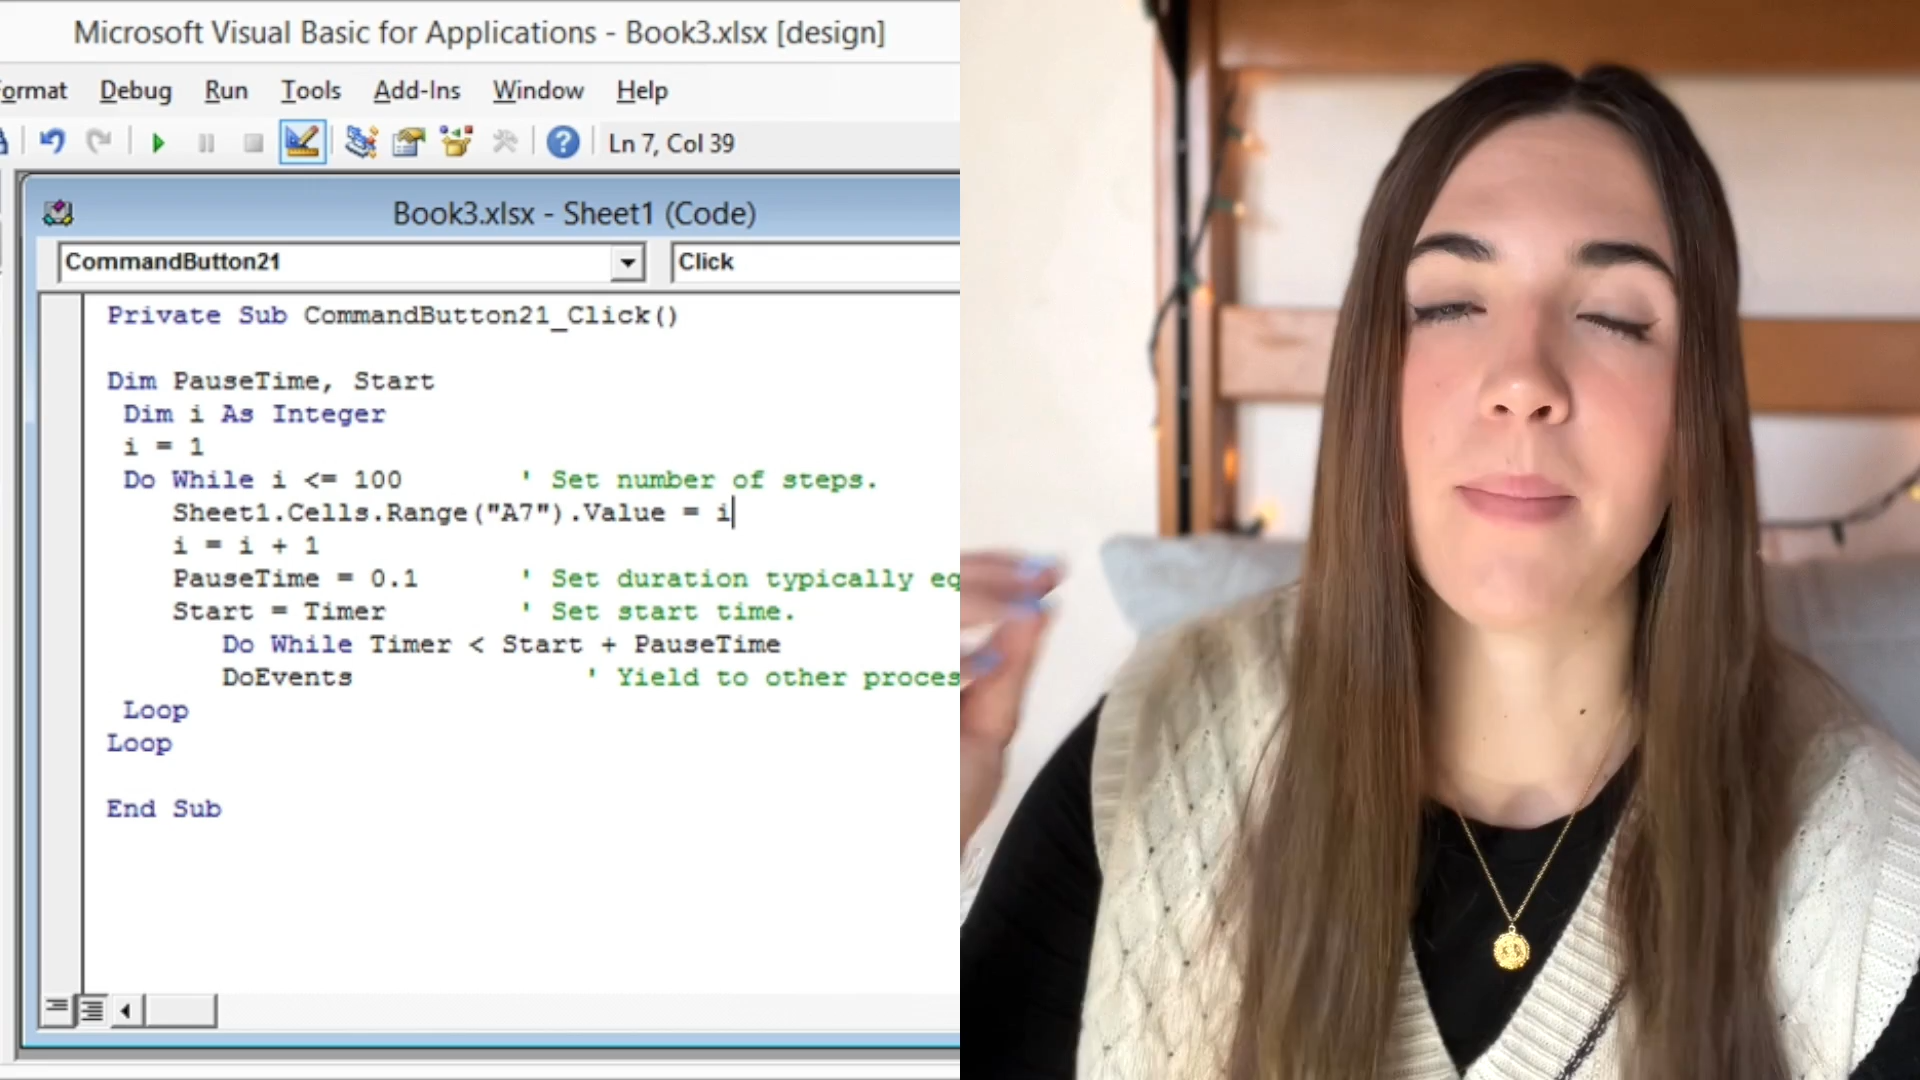 Microsoft Visual Basic for Applications - Book3.xlsx [design]
ormat Debug Run Tools Add-Ins Window Help
Ln 7, Col 39
Book3.xlsx - Sheet1 (Code)
CommandButton21 Click
Private Sub CommandButton21_Click()
Dim PauseTime, Start
Dim i As Integer
i = 1
Do While i <= 100 ' Set number of steps.
Sheet1.Cells.Range("A7").Value = i
i = i + 1
PauseTime = 0.1 ' Set duration typically eq
Start = Timer ' Set start time.
Do While Timer < Start + PauseTime
DoEvents ' Yield to other proces
Loop
Loop
End Sub